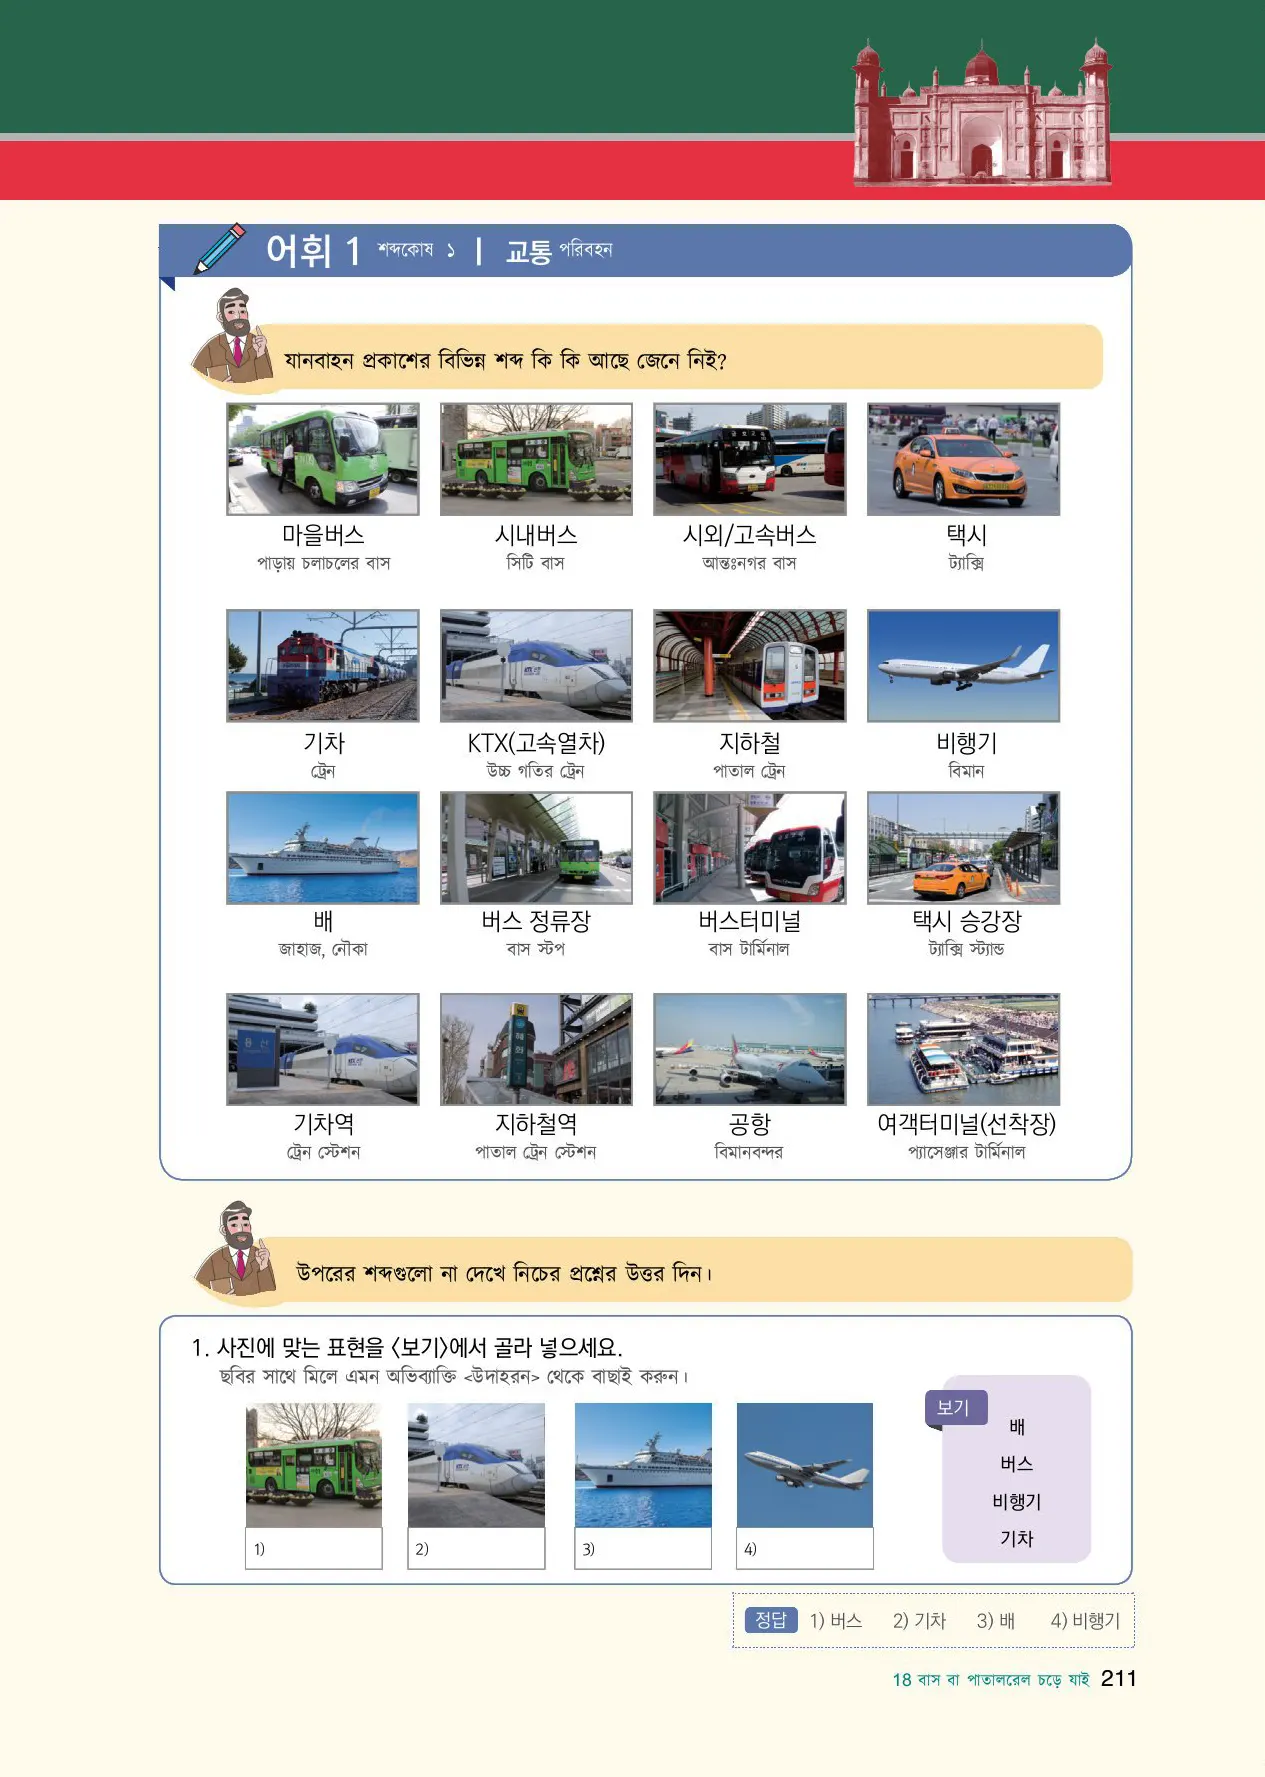 어휘 1 শব্দকোষ ১ | 교통 পরিবহন
যানবাহন প্রকাশের বিভিন্ন শব্দ কি কি আছে জেনে নিই?
마을버스 시내버스 시외/고속버스 택시
পাড়ায় চলাচলের বাস সিটি বাস আন্তঃনগর বাস ট্যাক্সি
기차 KTX(고속열차) 지하철 비행기
ট্রেন উচ্চ গতির ট্রেন পাতাল ট্রেন বিমান
배 버스 정류장 버스터미널 택시 승강장
জাহাজ, নৌকা বাস স্টপ বাস টার্মিনাল ট্যাক্সি স্ট্যান্ড
용산
혜화
기차역 지하철역 공항 여객터미널(선착장)
ট্রেন স্টেশন পাতাল ট্রেন স্টেশন বিমানবন্দর প্যাসেঞ্জার টার্মিনাল
উপরের শব্দগুলো না দেখে নিচের প্রশ্নের উত্তর দিন।
1. 사진에 맞는 표현을 〈보기〉에서 골라 넣으세요.
ছবির সাথে মিলে এমন অভিব্যাক্তি <উদাহরন> থেকে বাছাই করুন।
보기
배
버스
비행기
기차
1) 2) 3) 4)
정답 1) 버스 2) 기차 3) 배 4) 비행기
18 বাস বা পাতালরেল চড়ে যাই 211